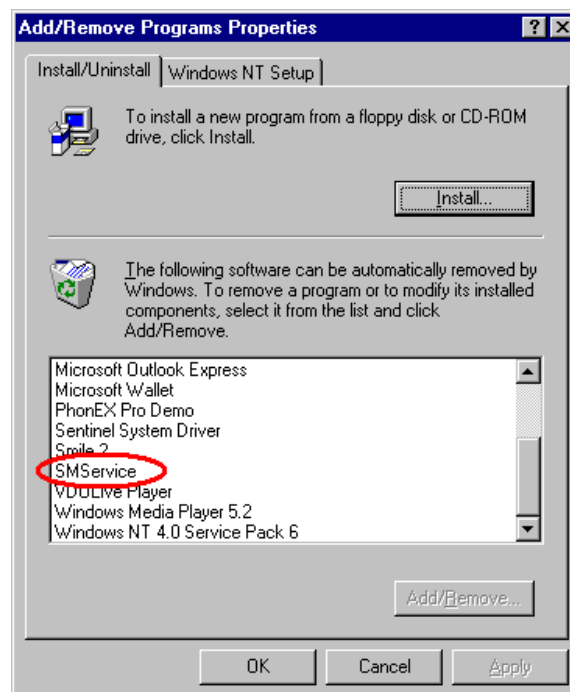 Add/Remove Programs Properties
Install/Uninstall
Windows NT Setup
To install a new program from a floppy disk or CD-ROM
drive, click Install.
Install...
The following software can be automatically removed by
Windows. To remove a program or to modify its installed
components, select it from the list and click
Add/Remove.
Microsoft Outlook Express
Microsoft Wallet
PhonEX Pro Demo
Sentinel System Driver
Smile 2
SMService
VDOLive Player
Windows Media Player 5.2
Windows NT 4.0 Service Pack 6
Add/Remove...
OK
Cancel
Apply